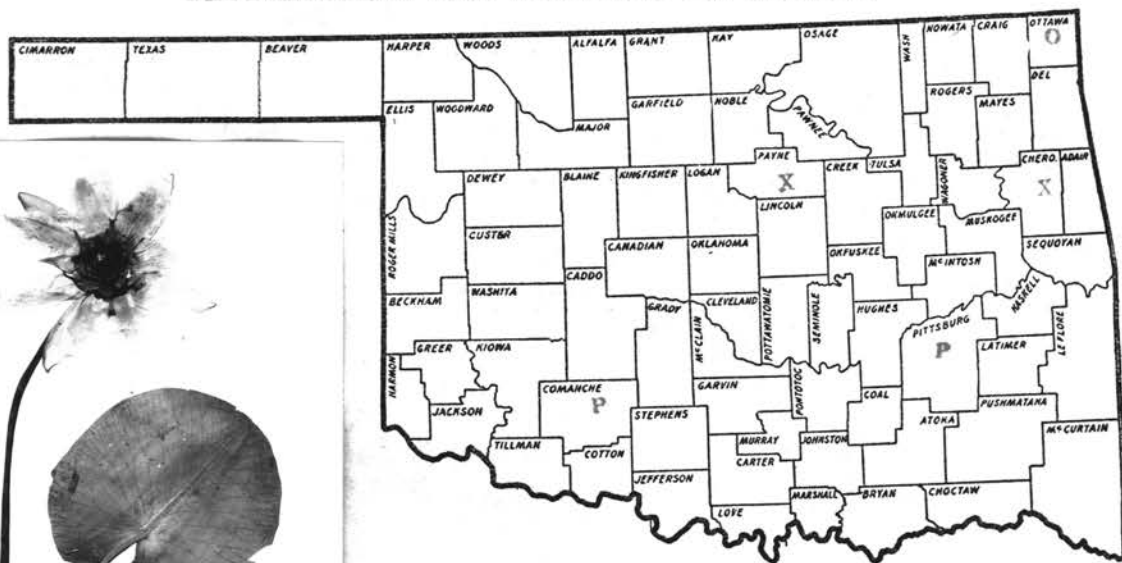 CIMARRON TEXAS BEAVER HARPER WOODS ALFALFA GRANT KAY OSAGE WASH NOWATA CRAIG OTTAWA
O
ELLIS WOODWARD GARFIELD NOBLE PAWNEE ROGERS MAYES DEL
MAJOR
DEWEY BLAINE KINGFISHER LOGAN PAYNE CREEK TULSA WAGONER CHERO. ADAIR
X X
LINCOLN
ROGER MILLS CUSTER CANADIAN OKLAHOMA OKMULGEE MUSKOGEE
OKFUSKEE SEQUOYAH
BECKHAM WASHITA CADDO GRADY McCLAIN CLEVELAND POTTAWATOMIE SEMINOLE HUGHES McINTOSH HASKELL
PITTSBURG LE FLORE
GREER KIOWA P LATIMER
HARMON COMANCHE GARVIN PONTOTOC COAL
P
JACKSON STEPHENS ATOKA PUSHMATAHA
TILLMAN COTTON MURRAY JOHNSTON McCURTAIN
CARTER
JEFFERSON MARSHALL BRYAN CHOCTAW
LOVE